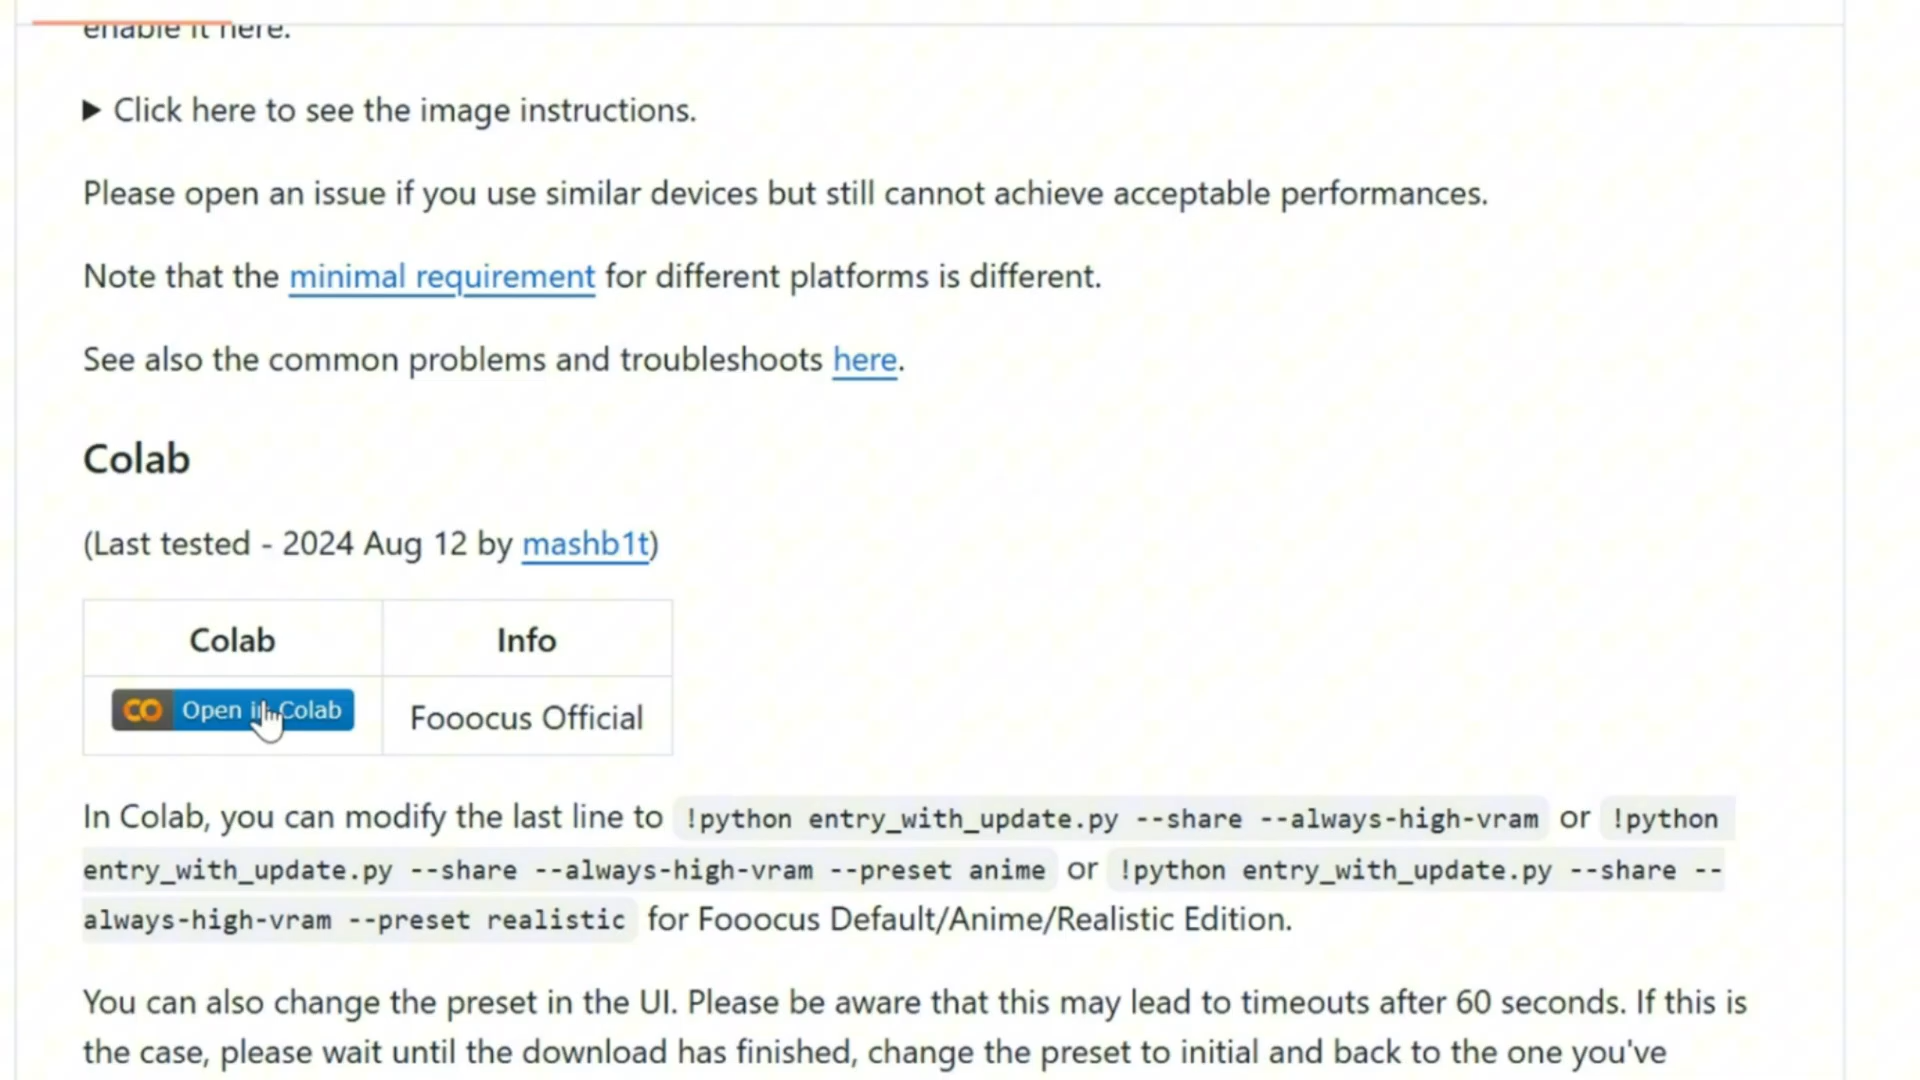 enable it here.
▶ Click here to see the image instructions.
Please open an issue if you use similar devices but still cannot achieve acceptable performances.
Note that the minimal requirement for different platforms is different.
See also the common problems and troubleshoots here.
Colab
(Last tested - 2024 Aug 12 by mashb1t)
Colab Info
CO Open in Colab Fooocus Official
In Colab, you can modify the last line to !python entry_with_update.py --share --always-high-vram or !python
entry_with_update.py --share --always-high-vram --preset anime or !python entry_with_update.py --share --
always-high-vram --preset realistic for Fooocus Default/Anime/Realistic Edition.
You can also change the preset in the UI. Please be aware that this may lead to timeouts after 60 seconds. If this is
the case, please wait until the download has finished, change the preset to initial and back to the one you've